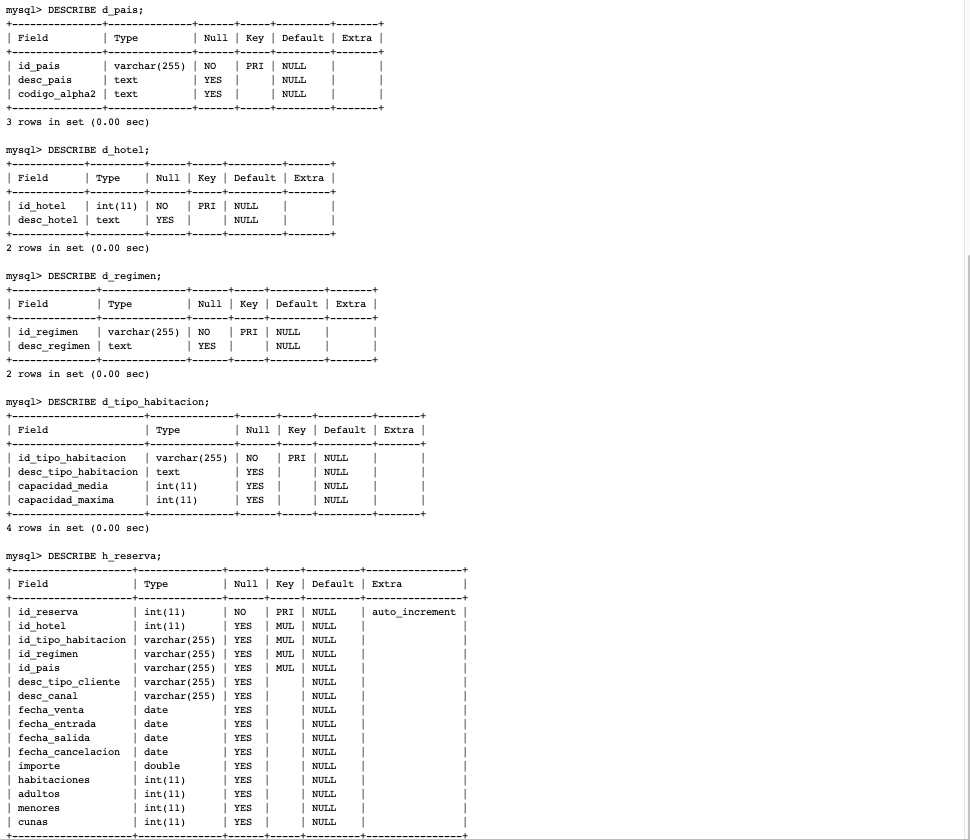 mysql> DESCRIBE d_pais;
+---------------+--------------+------+-----+---------+-------+
| Field         | Type         | Null | Key | Default | Extra |
+---------------+--------------+------+-----+---------+-------+
| id_pais       | varchar(255) | NO   | PRI | NULL    |       |
| desc_pais     | text         | YES  |     | NULL    |       |
| codigo_alpha2 | text         | YES  |     | NULL    |       |
+---------------+--------------+------+-----+---------+-------+
3 rows in set (0.00 sec)

mysql> DESCRIBE d_hotel;
+------------+---------+------+-----+---------+-------+
| Field      | Type    | Null | Key | Default | Extra |
+------------+---------+------+-----+---------+-------+
| id_hotel   | int(11) | NO   | PRI | NULL    |       |
| desc_hotel | text    | YES  |     | NULL    |       |
+------------+---------+------+-----+---------+-------+
2 rows in set (0.00 sec)

mysql> DESCRIBE d_regimen;
+--------------+--------------+------+-----+---------+-------+
| Field        | Type         | Null | Key | Default | Extra |
+--------------+--------------+------+-----+---------+-------+
| id_regimen   | varchar(255) | NO   | PRI | NULL    |       |
| desc_regimen | text         | YES  |     | NULL    |       |
+--------------+--------------+------+-----+---------+-------+
2 rows in set (0.00 sec)

mysql> DESCRIBE d_tipo_habitacion;
+----------------------+--------------+------+-----+---------+-------+
| Field                | Type         | Null | Key | Default | Extra |
+----------------------+--------------+------+-----+---------+-------+
| id_tipo_habitacion   | varchar(255) | NO   | PRI | NULL    |       |
| desc_tipo_habitacion | text         | YES  |     | NULL    |       |
| capacidad_media      | int(11)      | YES  |     | NULL    |       |
| capacidad_maxima     | int(11)      | YES  |     | NULL    |       |
+----------------------+--------------+------+-----+---------+-------+
4 rows in set (0.00 sec)

mysql> DESCRIBE h_reserva;
+--------------------+--------------+------+-----+---------+----------------+
| Field              | Type         | Null | Key | Default | Extra          |
+--------------------+--------------+------+-----+---------+----------------+
| id_reserva         | int(11)      | NO   | PRI | NULL    | auto_increment |
| id_hotel           | int(11)      | YES  | MUL | NULL    |                |
| id_tipo_habitacion | varchar(255) | YES  | MUL | NULL    |                |
| id_regimen         | varchar(255) | YES  | MUL | NULL    |                |
| id_pais            | varchar(255) | YES  | MUL | NULL    |                |
| desc_tipo_cliente  | varchar(255) | YES  |     | NULL    |                |
| desc_canal         | varchar(255) | YES  |     | NULL    |                |
| fecha_venta        | date         | YES  |     | NULL    |                |
| fecha_entrada      | date         | YES  |     | NULL    |                |
| fecha_salida       | date         | YES  |     | NULL    |                |
| fecha_cancelacion  | date         | YES  |     | NULL    |                |
| importe            | double       | YES  |     | NULL    |                |
| habitaciones       | int(11)      | YES  |     | NULL    |                |
| adultos            | int(11)      | YES  |     | NULL    |                |
| menores            | int(11)      | YES  |     | NULL    |                |
| cunas              | int(11)      | YES  |     | NULL    |                |
+--------------------+--------------+------+-----+---------+----------------+